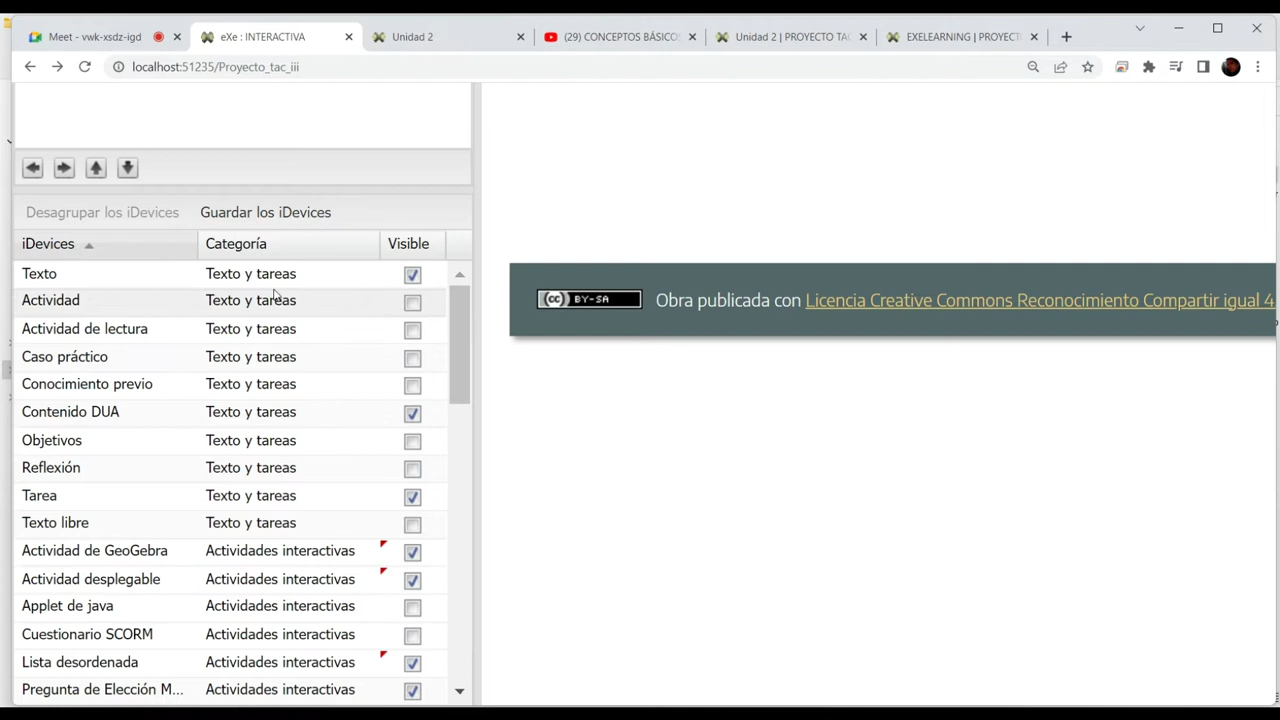 Meet - vwk-xsdz-igd
eXe : INTERACTIVA
Unidad 2
(29) CONCEPTOS BÁSICOS
Unidad 2 | PROYECTO TAC
EXELEARNING | PROYECT
localhost:51235/Proyecto_tac_iii
Desagrupar los iDevices Guardar los iDevices
iDevices Categoría Visible
Texto Texto y tareas
Actividad Texto y tareas
Actividad de lectura Texto y tareas
Caso práctico Texto y tareas
Conocimiento previo Texto y tareas
Contenido DUA Texto y tareas
Objetivos Texto y tareas
Reflexión Texto y tareas
Tarea Texto y tareas
Texto libre Texto y tareas
Actividad de GeoGebra Actividades interactivas
Actividad desplegable Actividades interactivas
Applet de java Actividades interactivas
Cuestionario SCORM Actividades interactivas
Lista desordenada Actividades interactivas
Pregunta de Elección M... Actividades interactivas
cc BY-SA Obra publicada con Licencia Creative Commons Reconocimiento Compartir igual 4